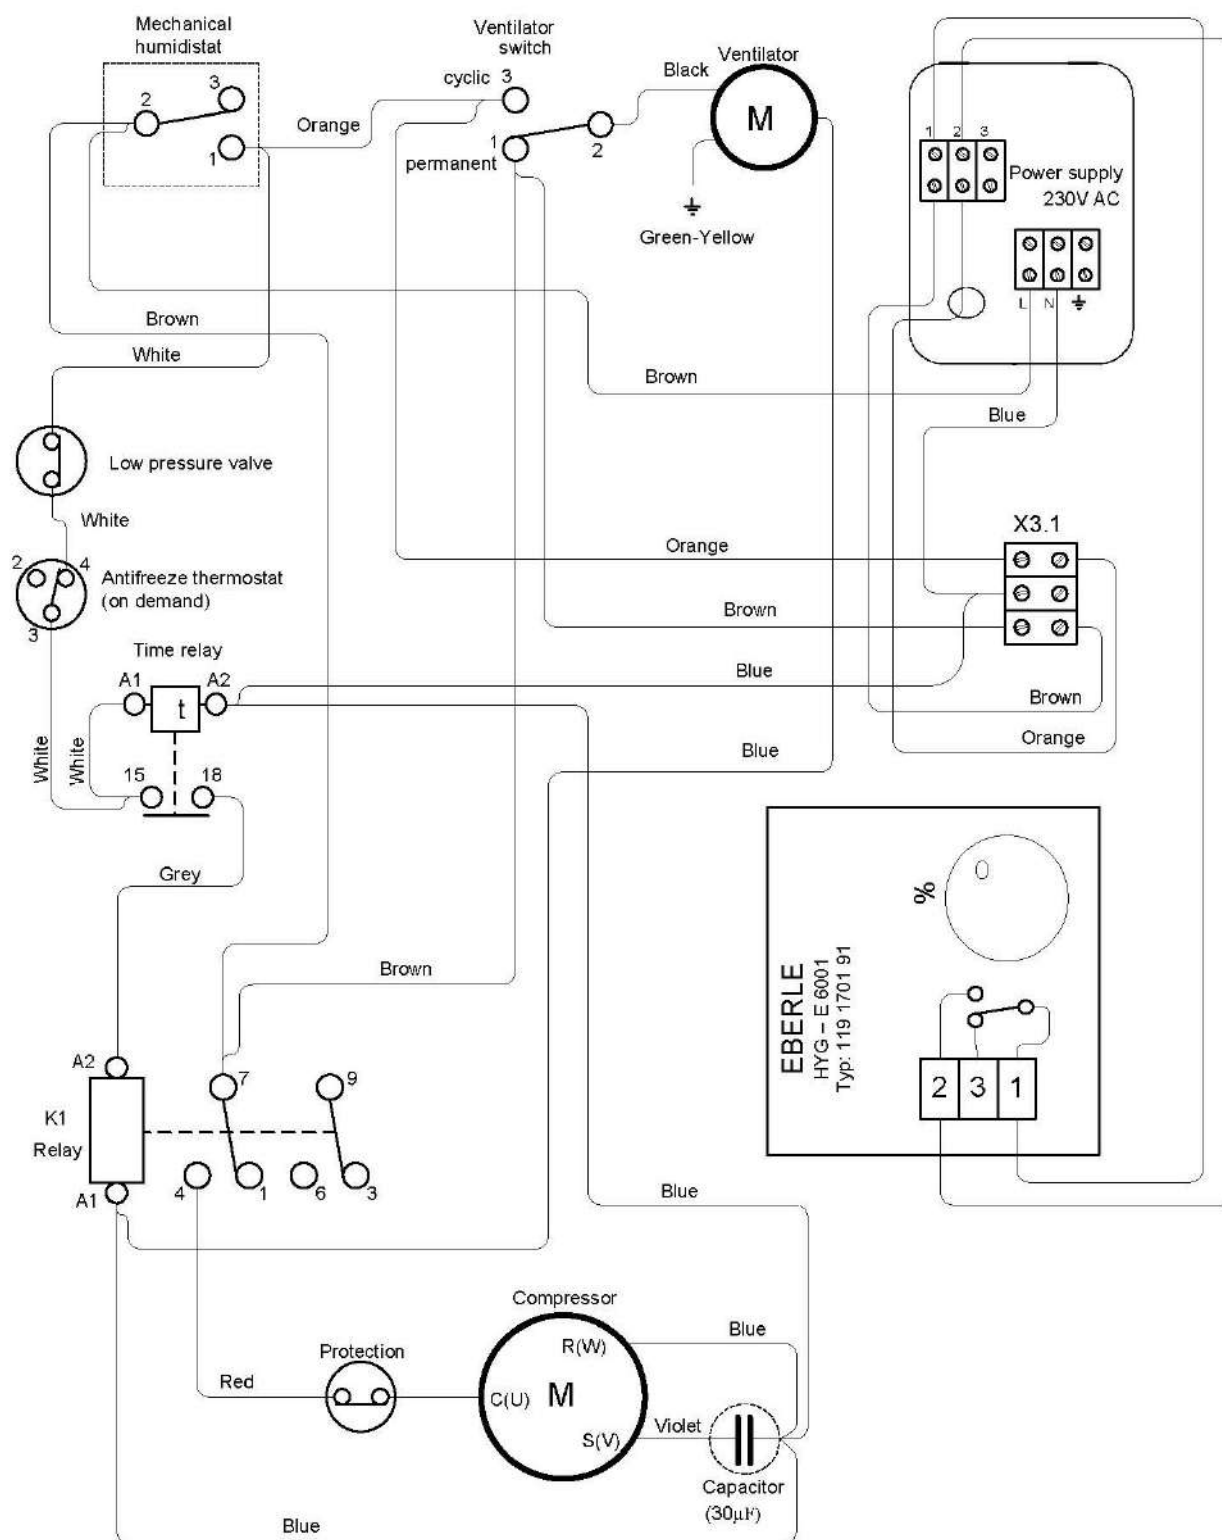 Mechanical
humidistat
Ventilator
switch
cyclic
3
Black
Ventilator
2
3
Orange
1
1
permanent
2
M
1
2
3
Power supply
230V AC
Green-Yellow
L
N
Brown
White
Brown
Blue
Low pressure valve
White
X3.1
Orange
2
4
Antifreeze thermostat
(on demand)
3
Brown
Time relay
A1
A2
t
Blue
Brown
White
White
15
18
Blue
Orange
Grey
%
Brown
EBERLE
HYG – E 6001
Typ: 119 1701 91
A2
7
9
2
3
1
K1
Relay
4
1
6
3
A1
Blue
Compressor
R(W)
Blue
Protection
Red
C(U)
M
S(V)
Violet
Capacitor
(30µF)
Blue